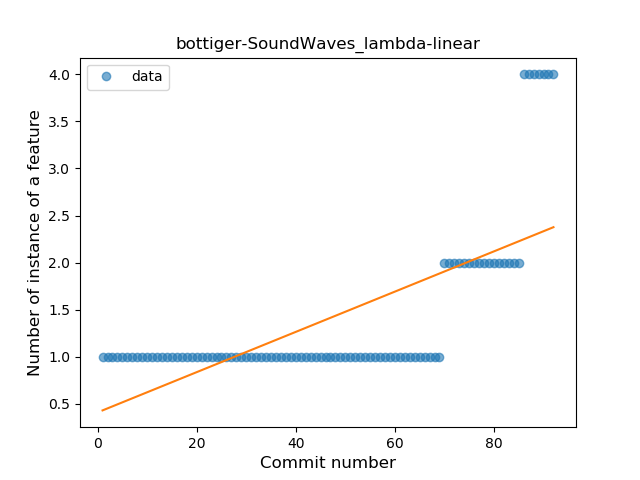 bottiger-SoundWaves_lambda-linear
data
Number of instance of a feature
4.0
3.5
3.0
2.5
2.0
1.5
1.0
0.5
0 20 40 60 80
Commit number